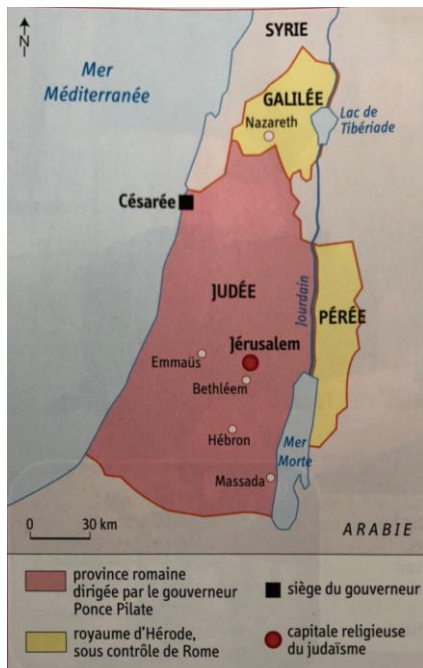 N
SYRIE
Mer
Méditerranée
GALILÉE
Nazareth
Lac de
Tibériade
Césarée
JUDÉE
Jourdain
PÉRÉE
Jérusalem
Emmaüs
Bethléem
Hébron
Mer
Morte
Massada
0 30 km
ARABIE
province romaine
dirigée par le gouverneur
Ponce Pilate
siège du gouverneur
royaume d'Hérode,
sous contrôle de Rome
capitale religieuse
du judaïsme